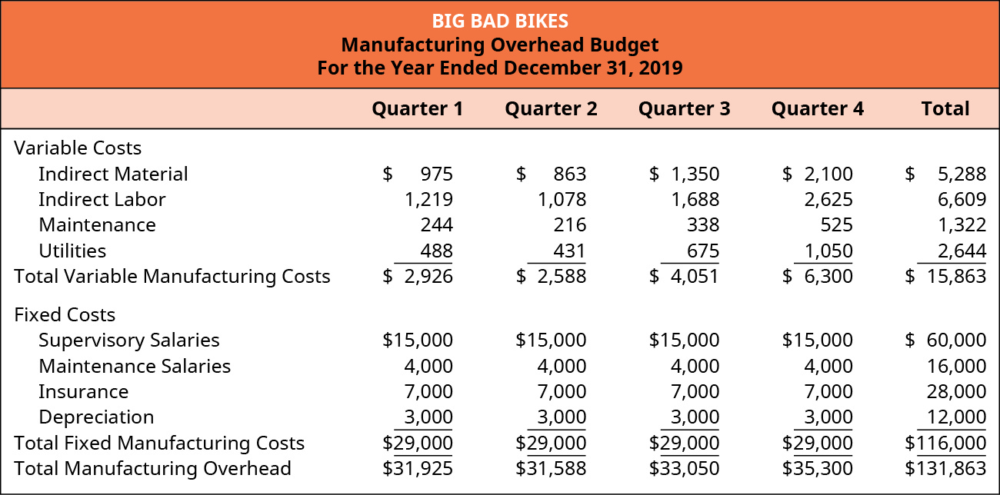 BIG BAD BIKES
Manufacturing Overhead Budget
For the Year Ended December 31, 2019
Quarter 1 Quarter 2 Quarter 3 Quarter 4 Total
Variable Costs
Indirect Material $ 975 $ 863 $ 1,350 $ 2,100 $ 5,288
Indirect Labor 1,219 1,078 1,688 2,625 6,609
Maintenance 244 216 338 525 1,322
Utilities 488 431 675 1,050 2,644
Total Variable Manufacturing Costs $ 2,926 $ 2,588 $ 4,051 $ 6,300 $ 15,863
Fixed Costs
Supervisory Salaries $15,000 $15,000 $15,000 $15,000 $ 60,000
Maintenance Salaries 4,000 4,000 4,000 4,000 16,000
Insurance 7,000 7,000 7,000 7,000 28,000
Depreciation 3,000 3,000 3,000 3,000 12,000
Total Fixed Manufacturing Costs $29,000 $29,000 $29,000 $29,000 $116,000
Total Manufacturing Overhead $31,925 $31,588 $33,050 $35,300 $131,863